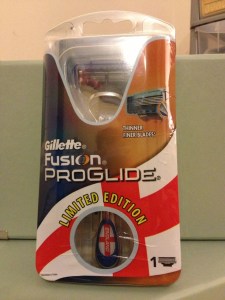 THINNER
FINER BLADES
Gillette
FUSION
PROGLIDE
LIMITED EDITION
1